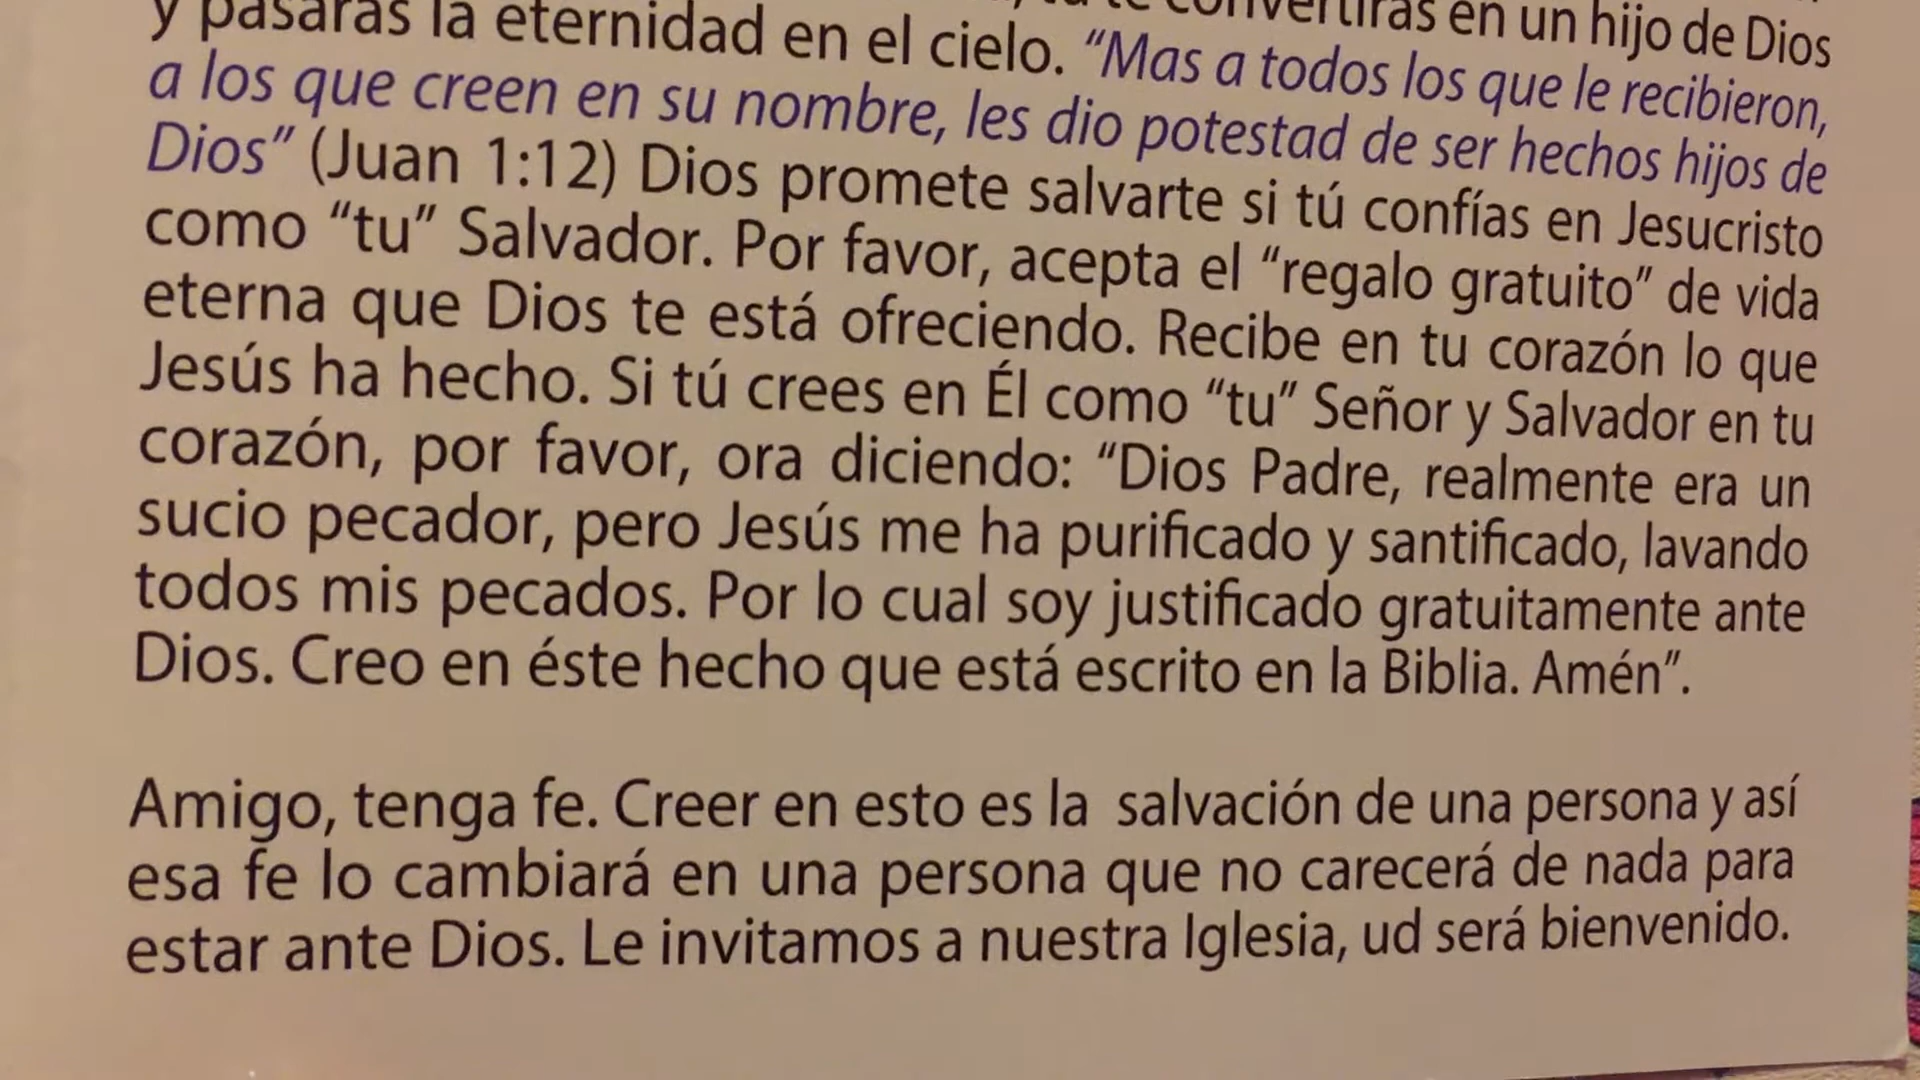 convertirás en un hijo de Dios
y pasarás la eternidad en el cielo. “Mas a todos los que le recibieron,
a los que creen en su nombre, les dio potestad de ser hechos hijos de
Dios” (Juan 1:12) Dios promete salvarte si tú confías en Jesucristo
como “tu” Salvador. Por favor, acepta el “regalo gratuito” de vida
eterna que Dios te está ofreciendo. Recibe en tu corazón lo que
Jesús ha hecho. Si tú crees en Él como “tu” Señor y Salvador en tu
corazón, por favor, ora diciendo: “Dios Padre, realmente era un
sucio pecador, pero Jesús me ha purificado y santificado, lavando
todos mis pecados. Por lo cual soy justificado gratuitamente ante
Dios. Creo en éste hecho que está escrito en la Biblia. Amén”.
Amigo, tenga fe. Creer en esto es la salvación de una persona y así
esa fe lo cambiará en una persona que no carecerá de nada para
estar ante Dios. Le invitamos a nuestra Iglesia, ud será bienvenido.